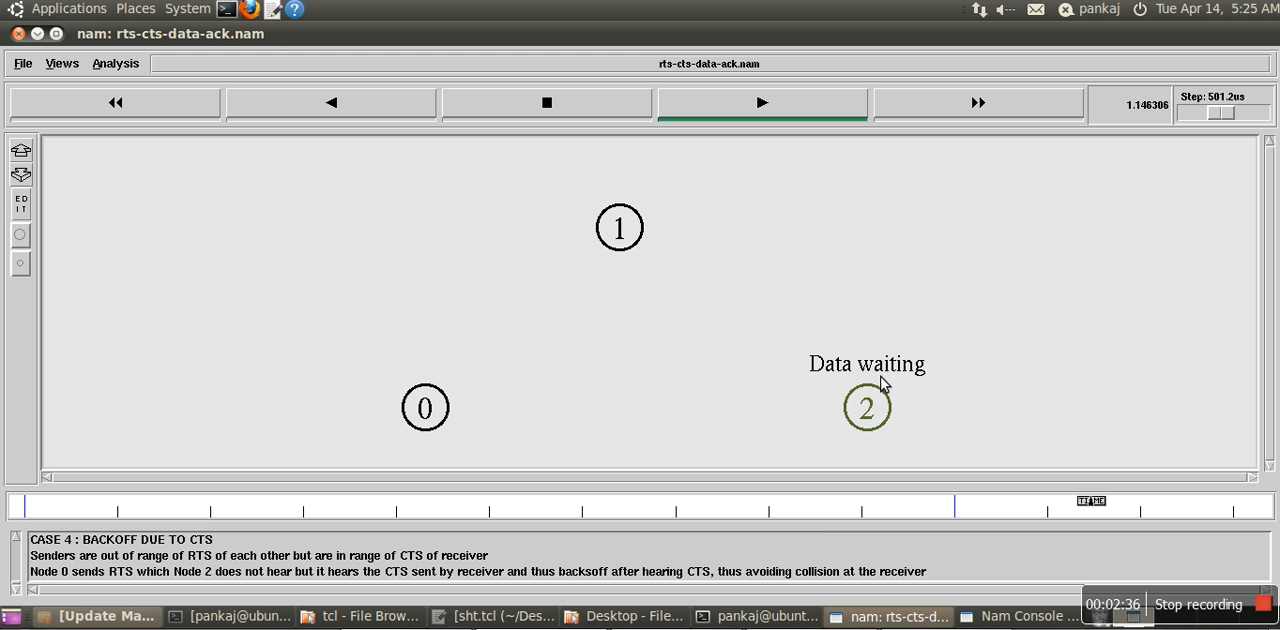 Applications Places System pankaj Tue Apr 14, 5:25 AM
nam: rts-cts-data-ack.nam
File Views Analysis rts-cts-data-ack.nam
1.146306 Step: 501.2us
ED
IT
1
Data waiting
0 2
TIME
CASE 4 : BACKOFF DUE TO CTS
Senders are out of range of RTS of each other but are in range of CTS of receiver
Node 0 sends RTS which Node 2 does not hear but it hears the CTS sent by receiver and thus backsoff after hearing CTS, thus avoiding collision at the receiver
[Update Ma... [pankaj@ubun... tcl - File Brow... [sht.tcl (~/Des... Desktop - File... pankaj@ubunt... nam: rts-cts-d... Nam Console ... 00:02:36 Stop recording